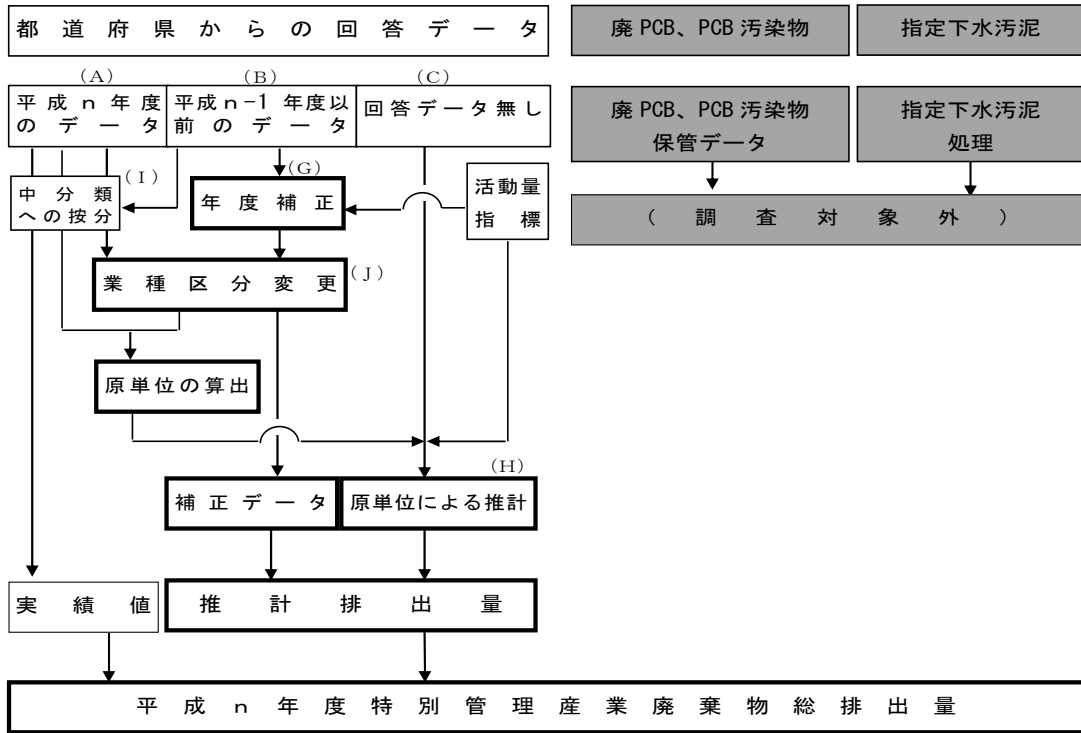 都道府県からの回答データ
廃PCB、PCB汚染物
指定下水汚泥
(A)
(B)
(C)
平成n年度
のデータ
平成n-1年度以
前のデータ
回答データ無し
廃PCB、PCB汚染物
保管データ
指定下水汚泥
処理
(I)
(G)
中分類
への按分
年度補正
活動量
指標
(調査対象外)
業種区分変更
(J)
原単位の算出
(H)
補正データ
原単位による推計
実績値
推計排出量
平成n年度特別管理産業廃棄物総排出量